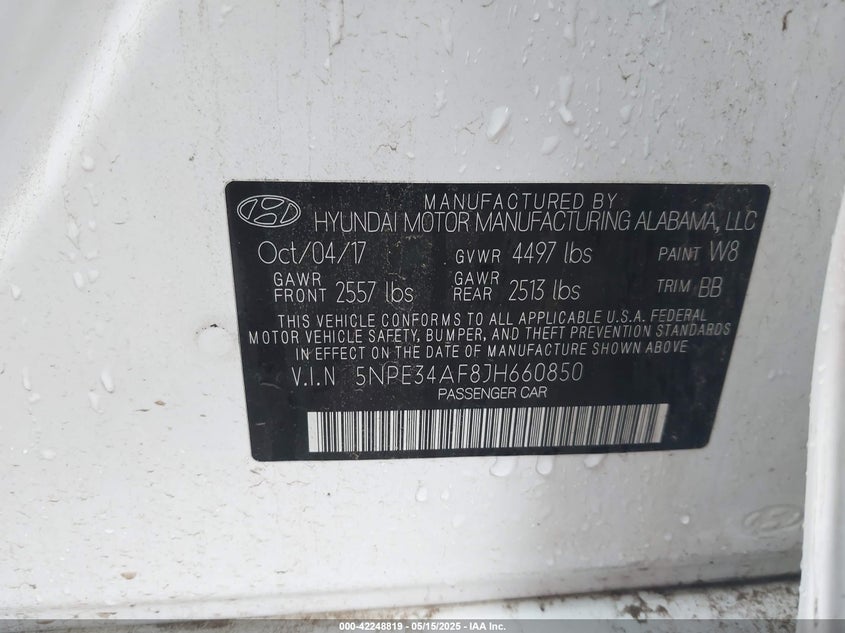 MANUFACTURED BY
HYUNDAI MOTOR MANUFACTURING ALABAMA, LLC
Oct/04/17 GVWR 4497 lbs PAINT W8
GAWR FRONT 2557 lbs GAWR REAR 2513 lbs TRIM BB
THIS VEHICLE CONFORMS TO ALL APPLICABLE U.S.A. FEDERAL
MOTOR VEHICLE SAFETY, BUMPER, AND THEFT PREVENTION STANDARDS
IN EFFECT ON THE DATE OF MANUFACTURE SHOWN ABOVE.
V.I.N 5NPE34AF8JH660850
PASSENGER CAR
000-42248819 - 05/15/2025 - IAA Inc.